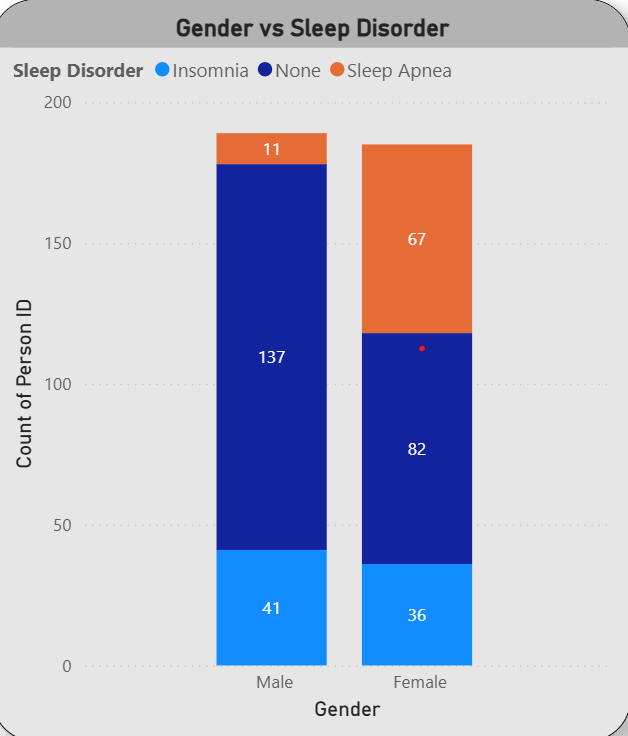 Gender vs Sleep Disorder
Sleep Disorder Insomnia None Sleep Apnea
200
11
150
67
Count of Person ID
137
100
82
50
41
36
0
Male Female
Gender